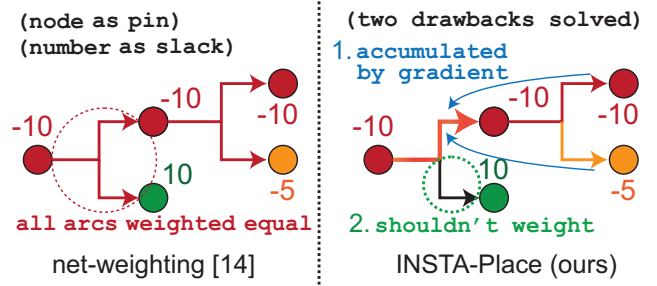 (node as pin)
(number as slack)
-10
-10
-10
10
-5
all arcs weighted equal
net-weighting [14]
(two drawbacks solved)
1. accumulated
by gradient
-10
-10
-10
10
-5
2. shouldn't weight
INSTA-Place (ours)